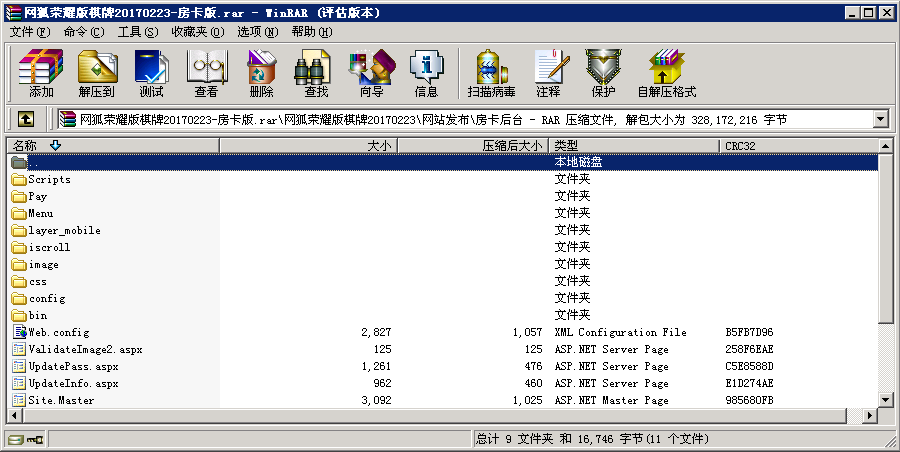 网狐荣耀版棋牌20170223-房卡版.rar - WinRAR (评估版本)
文件(F) 命令(C) 工具(S) 收藏夹(O) 选项(N) 帮助(H)
添加 解压到 测试 查看 删除 查找 向导 信息 扫描病毒 注释 保护 自解压格式
网狐荣耀版棋牌20170223-房卡版.rar\网狐荣耀版棋牌20170223\网站发布\房卡后台 - RAR 压缩文件, 解包大小为 328,172,216 字节
名称 大小 压缩后大小 类型 CRC32
.. 本地磁盘
Scripts 文件夹
Pay 文件夹
Menu 文件夹
layer_mobile 文件夹
iscroll 文件夹
image 文件夹
css 文件夹
config 文件夹
bin 文件夹
Web.config 2,827 1,057 XML Configuration File B5FB7D96
ValidateImage2.aspx 125 125 ASP.NET Server Page 258F6EAE
UpdatePass.aspx 1,261 476 ASP.NET Server Page C5E8588D
UpdateInfo.aspx 962 460 ASP.NET Server Page E1D274AE
Site.Master 3,092 1,025 ASP.NET Master Page 985680FB
总计 9 文件夹 和 16,746 字节(11 个文件)